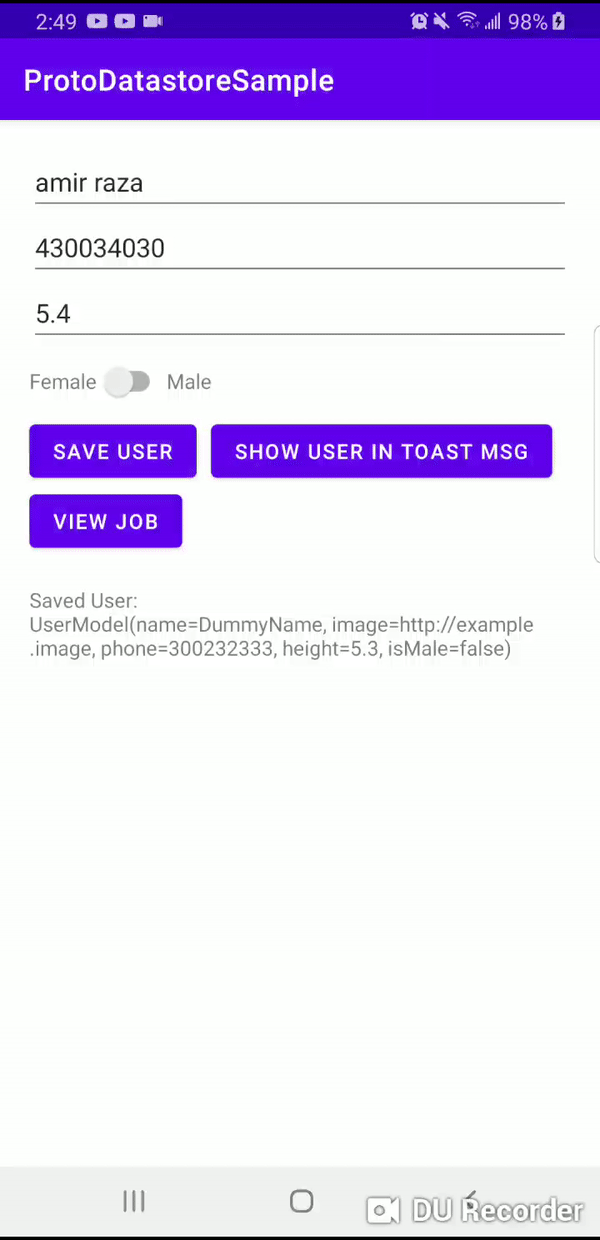 2:49 98%
ProtoDatastoreSample
amir raza
430034030
5.4
Female Male
SAVE USER SHOW USER IN TOAST MSG
VIEW JOB
Saved User:
UserModel(name=DummyName, image=http://example
.image, phone=300232333, height=5.3, isMale=false)
DU Recorder